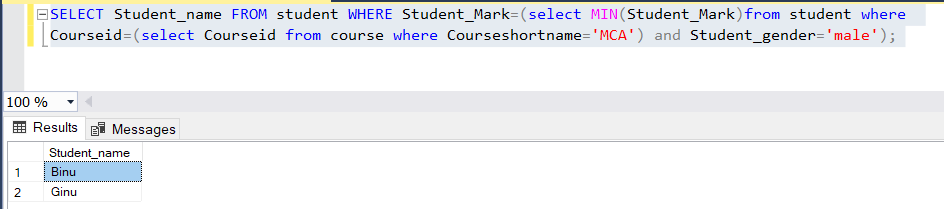 SELECT Student_name FROM student WHERE Student_Mark=(select MIN(Student_Mark)from student where
Courseid=(select Courseid from course where Courseshortname='MCA') and Student_gender='male');
100 %
Results Messages
Student_name
1 Binu
2 Ginu